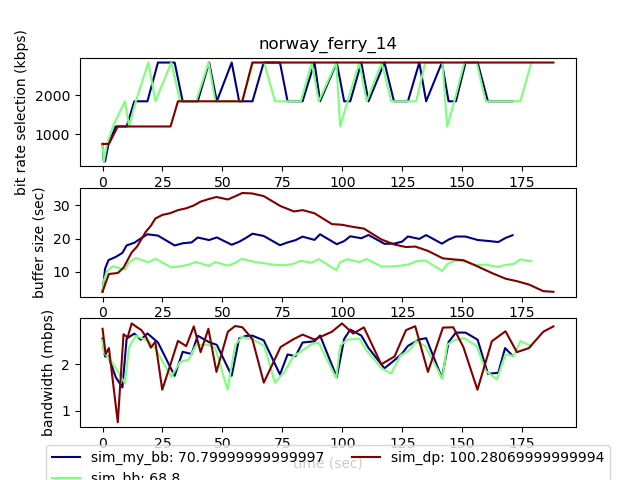 norway_ferry_14
bit rate selection (kbps)
2000
1000
0 25 50 75 100 125 150 175
buffer size (sec)
30
20
10
0 25 50 75 100 125 150 175
bandwidth (mbps)
2
1
0 25 50 75 100 125 150 175
time (sec)
sim_my_bb: 70.79999999999997
sim_dp: 100.28069999999994
sim_bb: 68.8